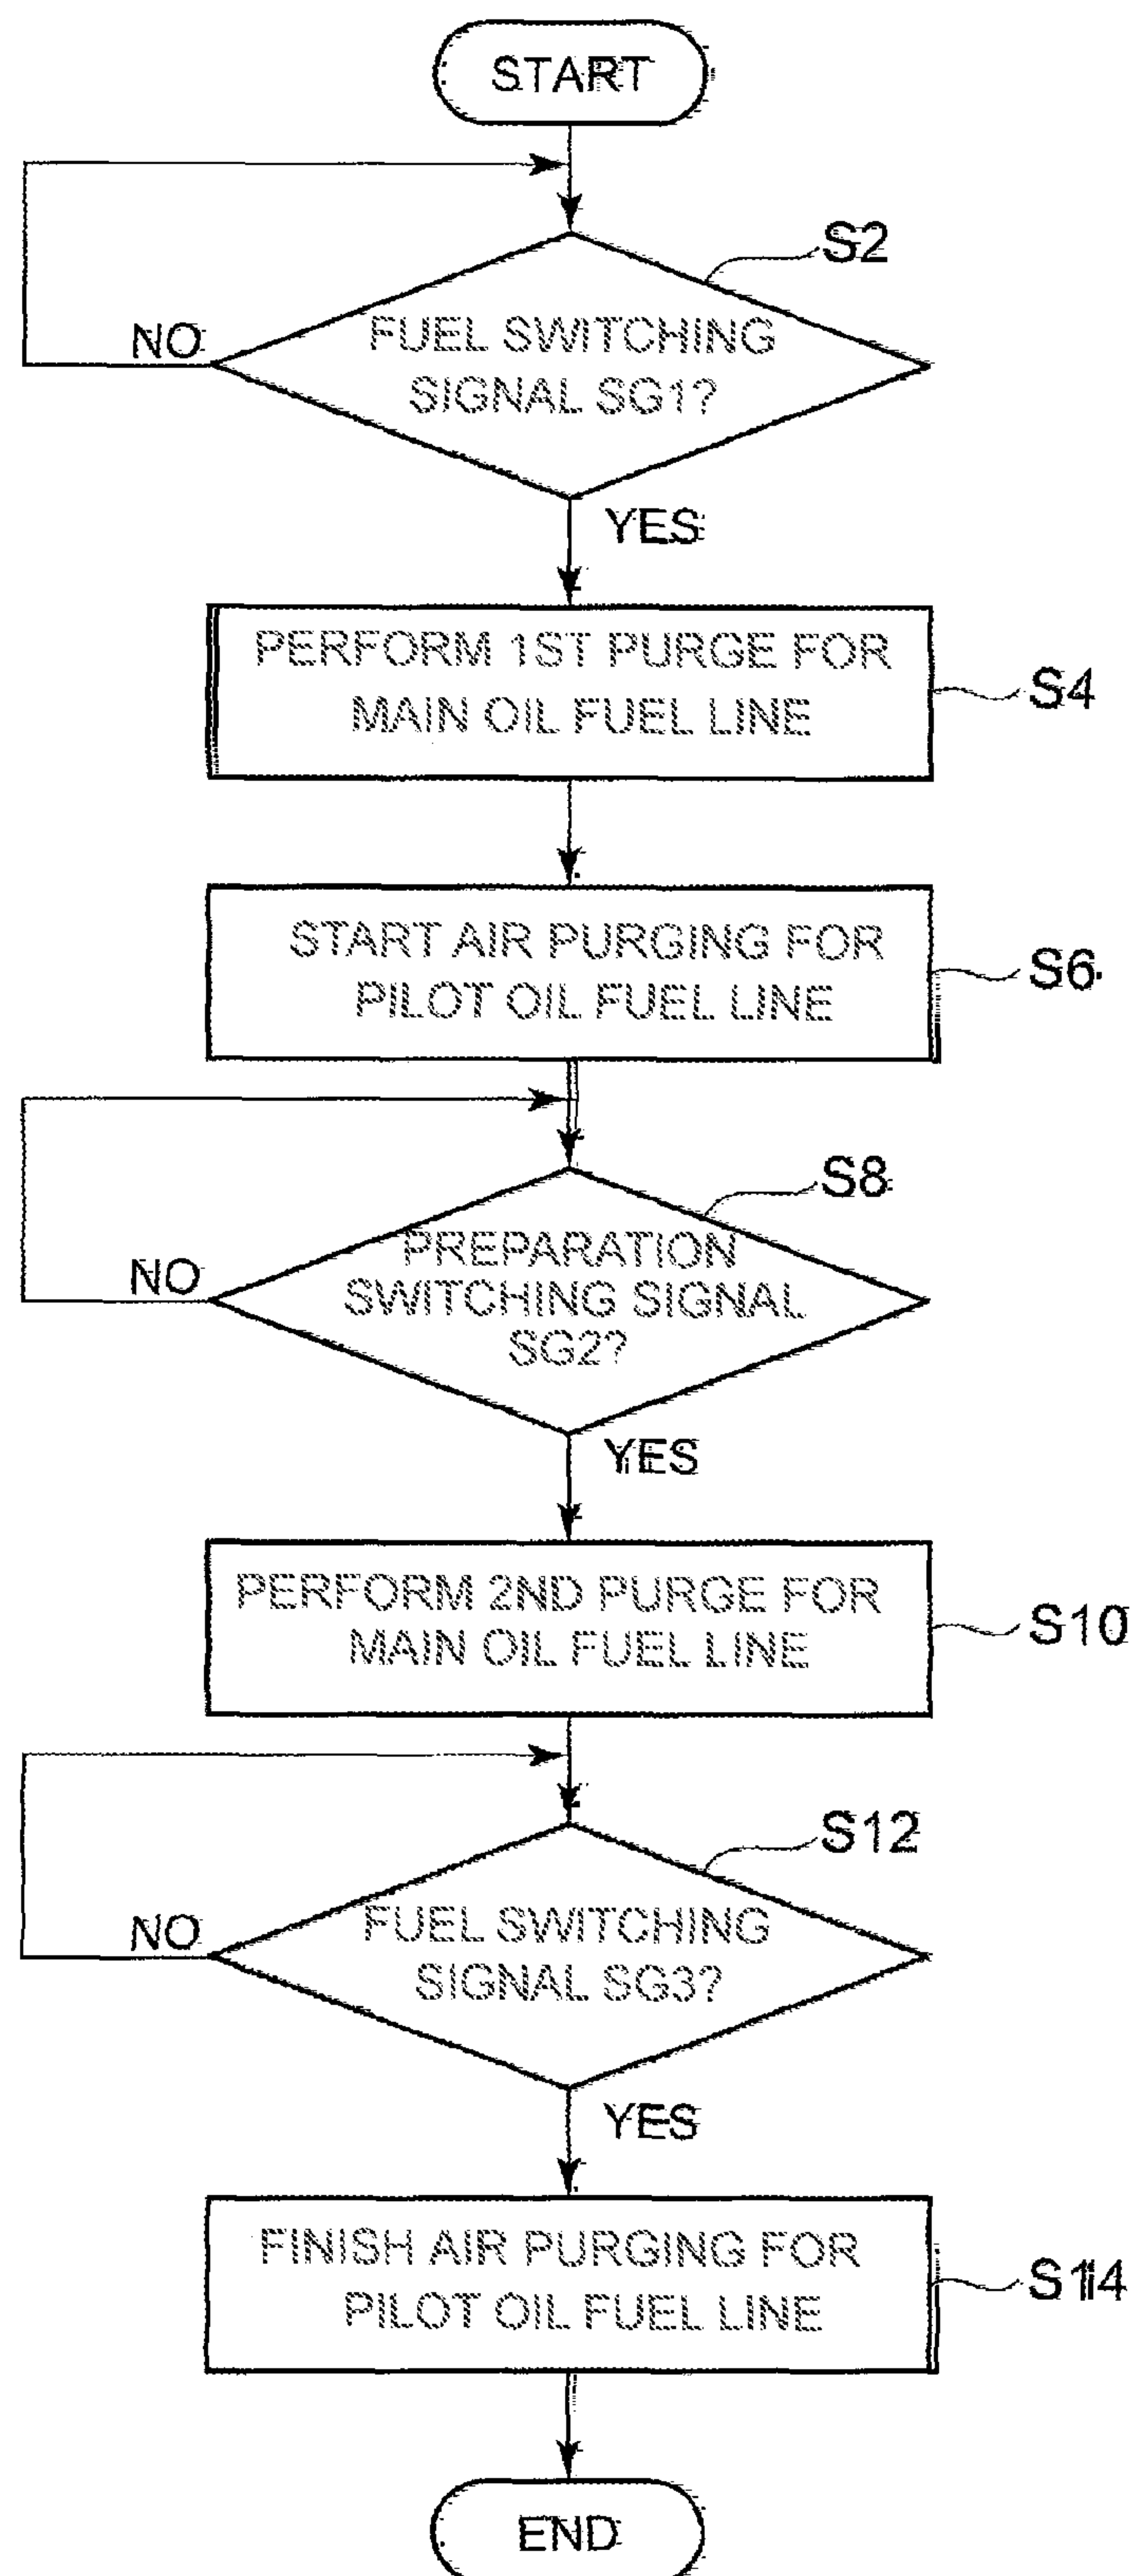 START
S2
FUEL SWITCHING
SIGNAL SG1?
NO
YES
PERFORM 1ST PURGE FOR
MAIN OIL FUEL LINE
S4
START AIR PURGING FOR
PILOT OIL FUEL LINE
S6
S8
PREPARATION
SWITCHING SIGNAL
SG2?
NO
YES
PERFORM 2ND PURGE FOR
MAIN OIL FUEL LINE
S10
S12
FUEL SWITCHING
SIGNAL SG3?
NO
YES
FINISH AIR PURGING FOR
PILOT OIL FUEL LINE
S14
END